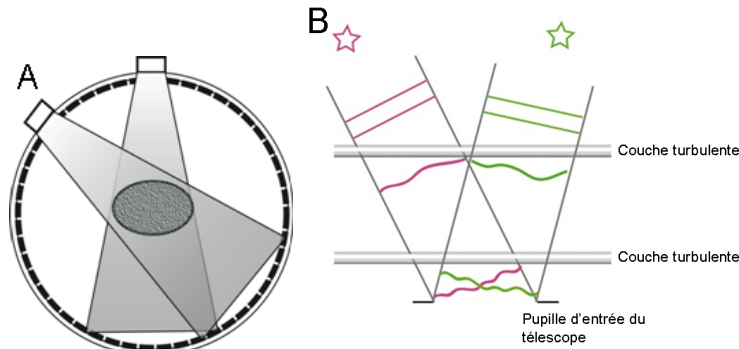 A
B
Couche turbulente
Couche turbulente
Pupille d'entrée du
télescope